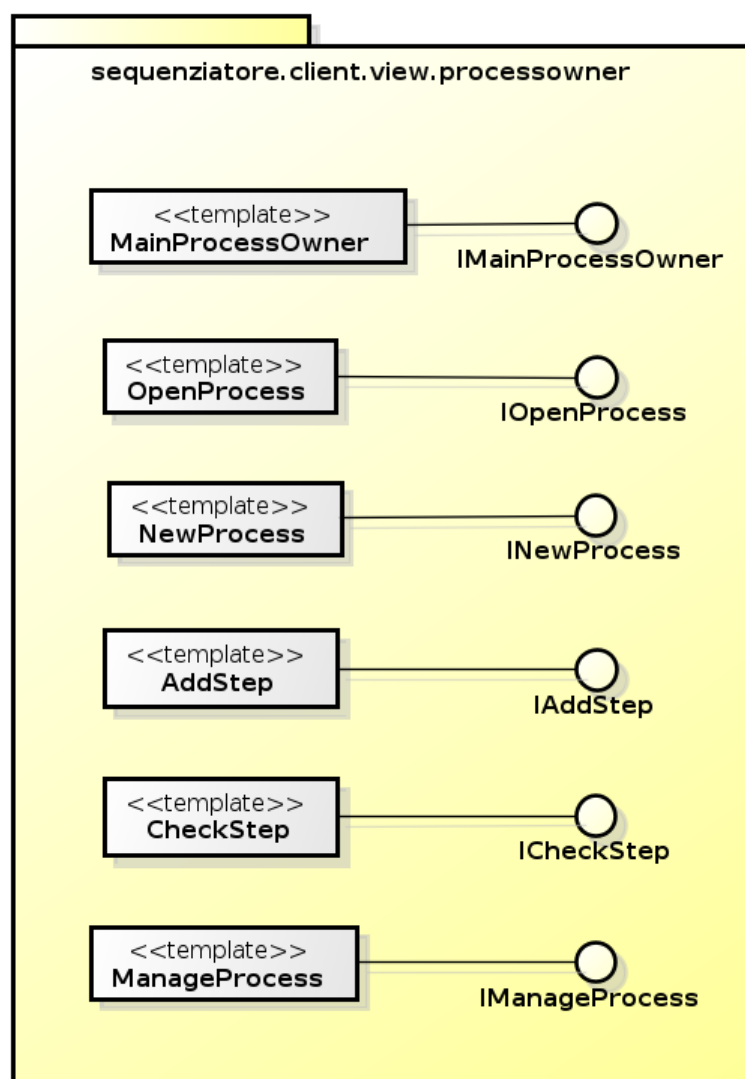 sequenziatore.client.view.processowner
<<template>>
MainProcessOwner
IMainProcessOwner
<<template>>
OpenProcess
IOpenProcess
<<template>>
NewProcess
INewProcess
<<template>>
AddStep
IAddStep
<<template>>
CheckStep
ICheckStep
<<template>>
ManageProcess
IManageProcess